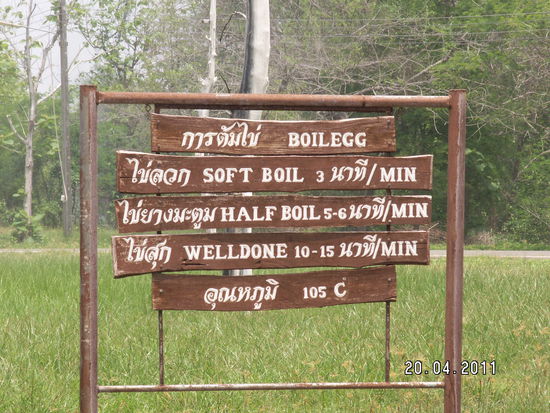 การต้มไข่ BOILEGG
ไข่ลวก SOFT BOIL 3 นาที/MIN
ไข่ยางมะตูม HALF BOIL 5-6 นาที/MIN
ไข่สุก WELLDONE 10-15 นาที/MIN
อุณหภูมิ 105 C
20.04.2011